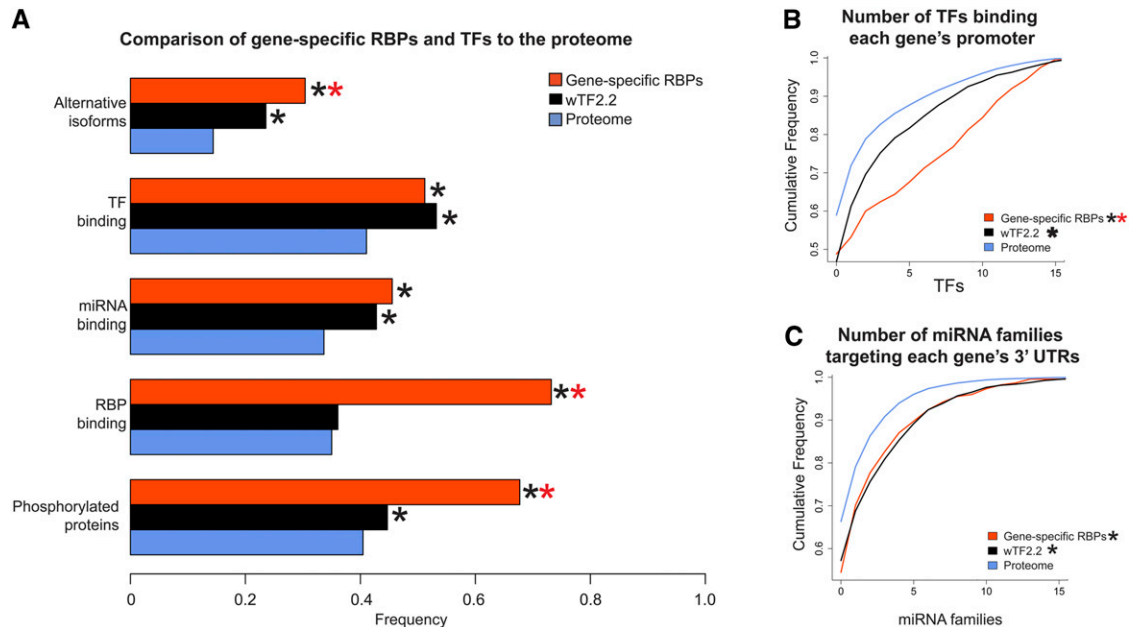 A
Comparison of gene-specific RBPs and TFs to the proteome
Gene-specific RBPs
wTF2.2
Proteome
Alternative
isoforms
**
*
TF
binding
*
*
miRNA
binding
*
*
RBP
binding
**
Phosphorylated
proteins
**
*
0 0.2 0.4 0.6 0.8 1.0
Frequency
B
Number of TFs binding
each gene's promoter
Cumulative Frequency
1.0
0.9
0.8
0.7
0.6
0.5
Gene-specific RBPs **
wTF2.2 *
Proteome
0 5 10 15
TFs
C
Number of miRNA families
targeting each gene's 3' UTRs
Cumulative Frequency
1.0
0.9
0.8
0.7
0.6
Gene-specific RBPs *
wTF2.2 *
Proteome
0 5 10 15
miRNA families